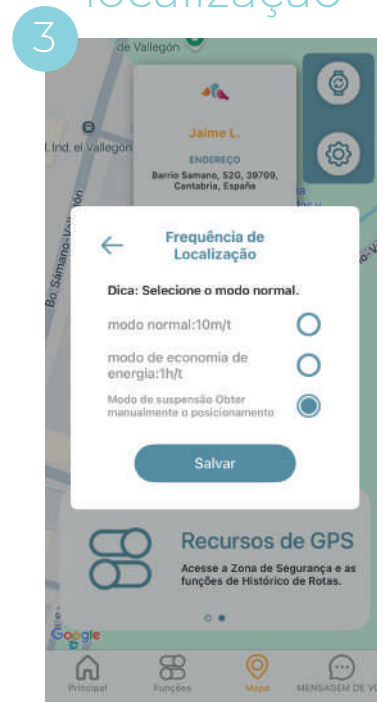 localização
3
de Vallegón
. Ind. el Vallegón
Jaime L.
ENDEREÇO
Barrio Samano, 52G, 39709,
Cantabria, España
Bo. Sámano-Vallegón
Frequência de
Localização
Dica: Selecione o modo normal.
modo normal:10m/t
modo de economia de
energia:1h/t
Modo de suspensão Obter
manualmente o posicionamento
Salvar
Recursos de GPS
Acesse a Zona de Segurança e as
funções de Histórico de Rotas.
Google
Principal
Funções
Mapa
MENSAGEM DE VO